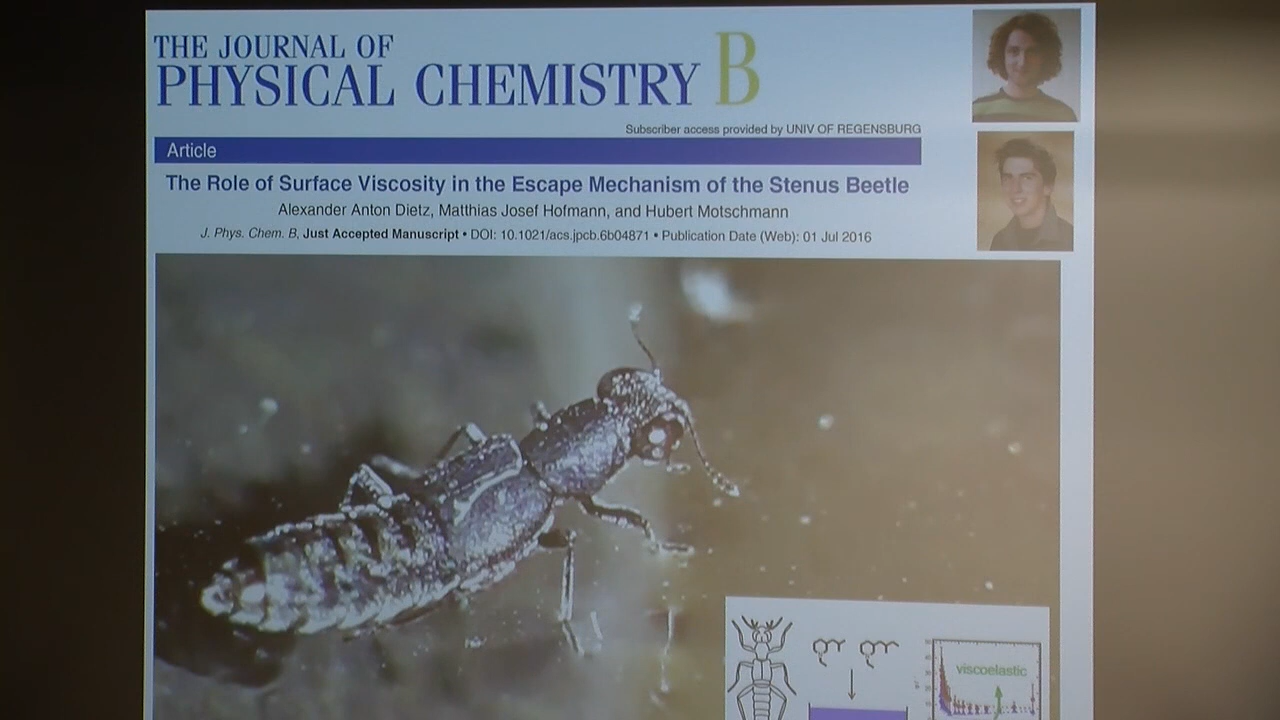 THE JOURNAL OF
PHYSICAL CHEMISTRY B
Subscriber access provided by UNIV OF REGENSBURG
Article
The Role of Surface Viscosity in the Escape Mechanism of the Stenus Beetle
Alexander Anton Dietz, Matthias Josef Hofmann, and Hubert Motschmann
J. Phys. Chem. B, Just Accepted Manuscript • DOI: 10.1021/acs.jpcb.6b04871 • Publication Date (Web): 01 Jul 2016
viscoelastic